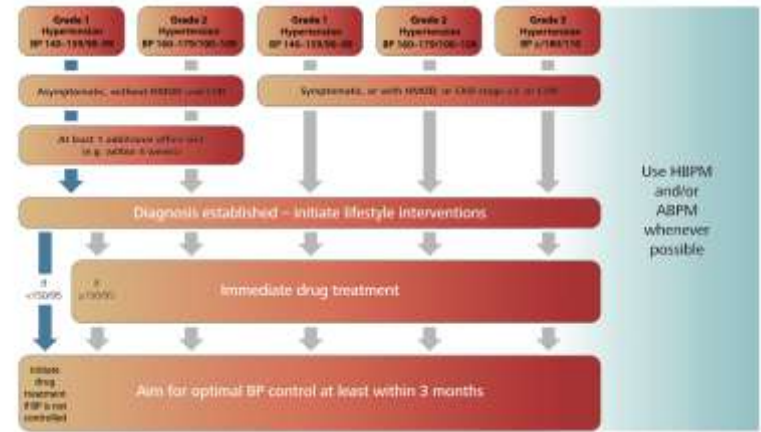 Grade 1
Hypertension
BP 140–159/90–99
Grade 2
Hypertension
BP 160–179/100–109
Grade 1
Hypertension
BP 140–159/90–99
Grade 2
Hypertension
BP 160–179/100–109
Grade 3
Hypertension
BP ≥180/110
Asymptomatic, without HMOD and CVD
Symptomatic, or with HMOD, or CKD stage ≥3, or CVD
At least 1 additional office visit
(e.g. within 4 weeks)
Diagnosis established – initiate lifestyle interventions
If
<150/95
If
≥150/95
Immediate drug treatment
Initiate
drug
treatment
if BP is not
controlled
Aim for optimal BP control at least within 3 months
Use HBPM
and/or
ABPM
whenever
possible